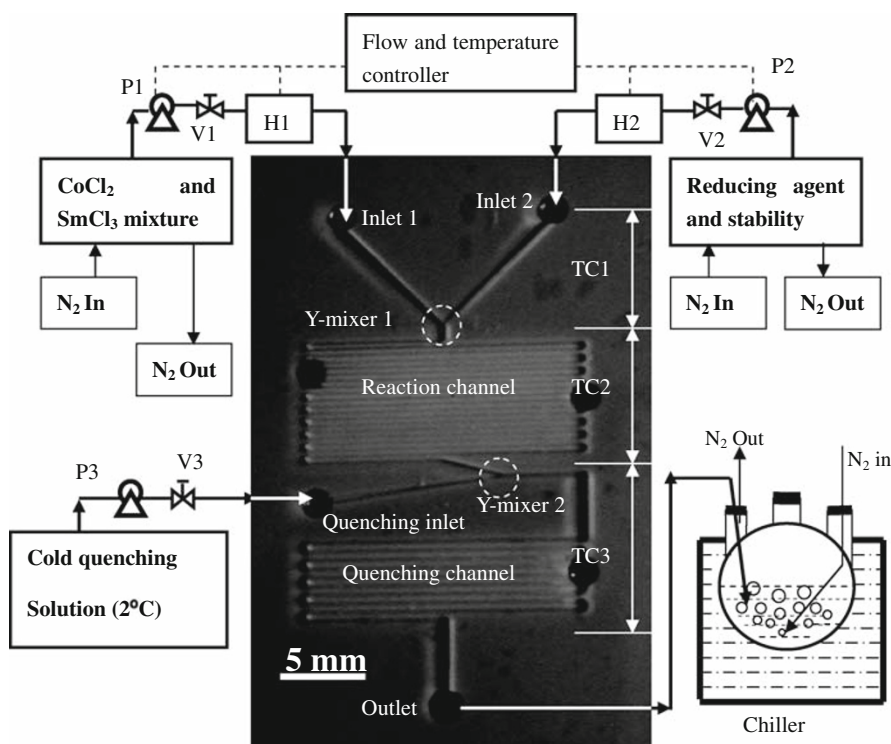 Flow and temperature
controller
P1
P2
V1
H1
H2
V2
CoCl₂ and
SmCl₃ mixture
Reducing agent
and stability
Inlet 1
Inlet 2
TC1
N₂ In
N₂ Out
N₂ In
N₂ Out
Y-mixer 1
Reaction channel
TC2
P3
V3
N₂ Out
N₂ in
Y-mixer 2
Quenching inlet
Cold quenching
Solution (2⁰C)
Quenching channel
TC3
5 mm
Outlet
Chiller